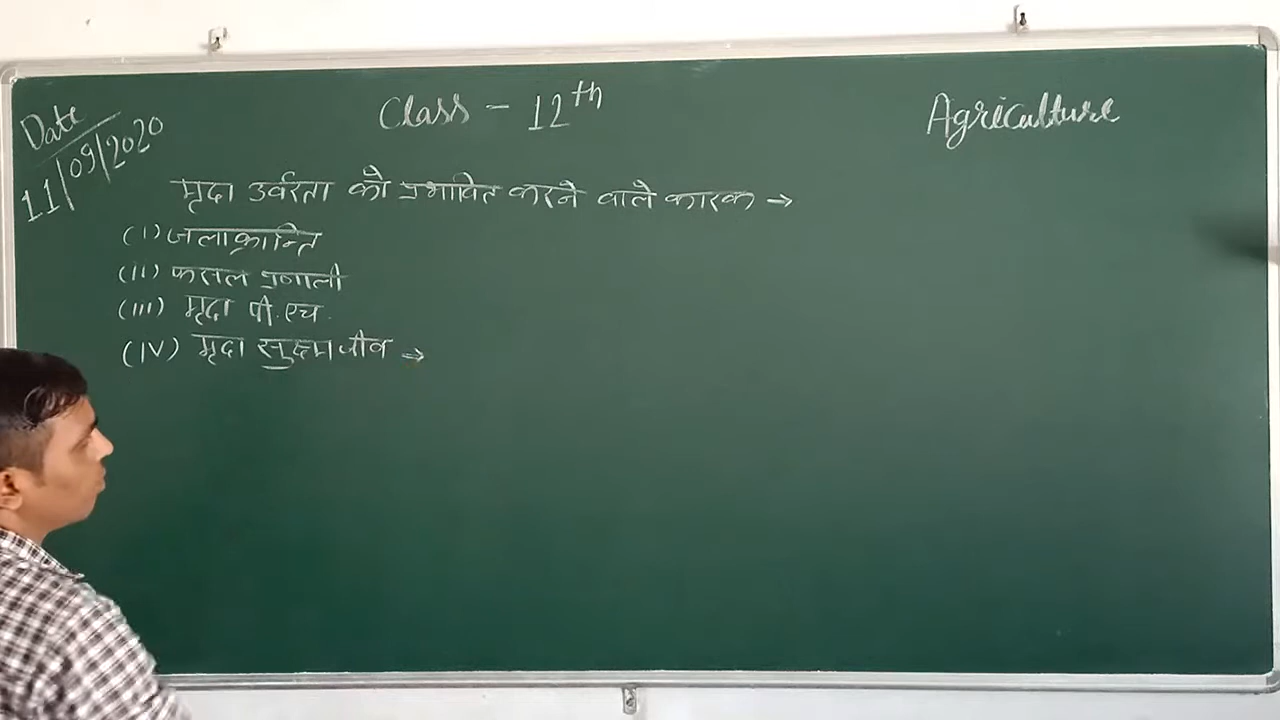 Date
11/09/2020
Class - 12th
Agriculture
मृदा उर्वरता को प्रभावित करने वाले कारक →
(I) जलाक्रान्ति
(II) फसल प्रणाली
(III) मृदा पी.एच.
(IV) मृदा सुक्ष्मजीव →